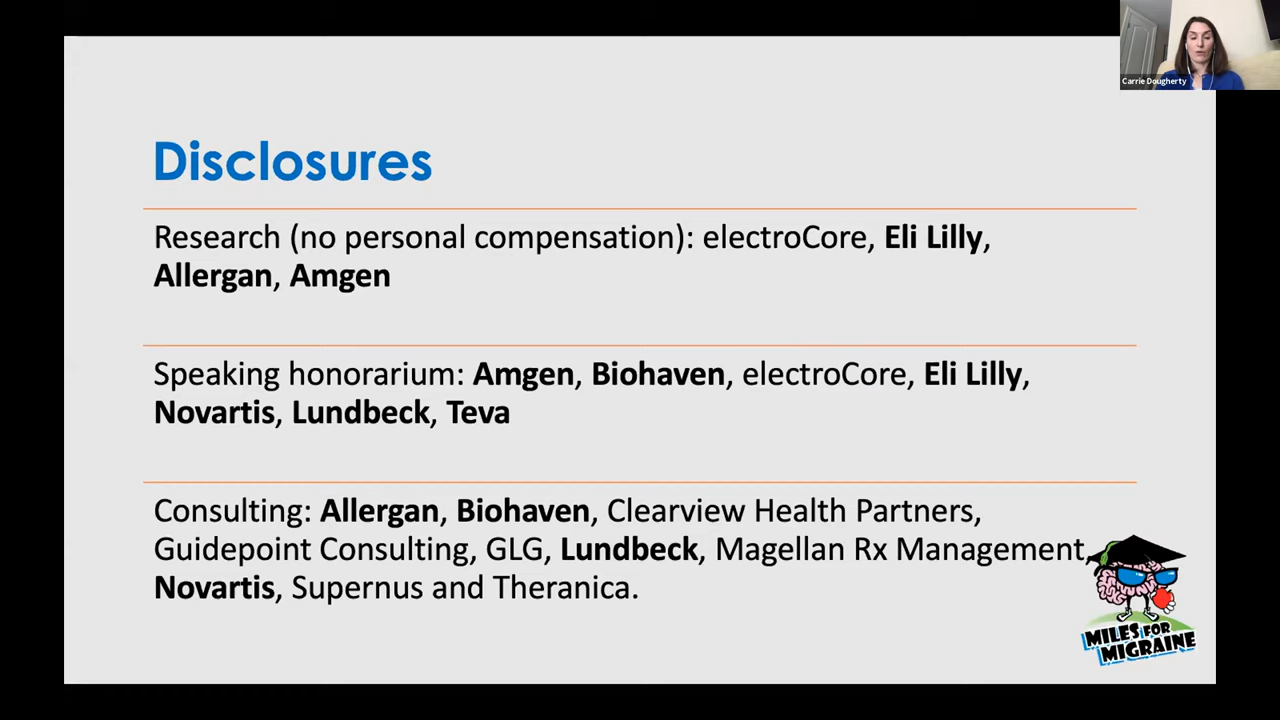 Carrie Dougherty
Disclosures
Research (no personal compensation): electroCore, Eli Lilly,
Allergan, Amgen
Speaking honorarium: Amgen, Biohaven, electroCore, Eli Lilly,
Novartis, Lundbeck, Teva
Consulting: Allergan, Biohaven, Clearview Health Partners,
Guidepoint Consulting, GLG, Lundbeck, Magellan Rx Management,
Novartis, Supernus and Theranica.
MILES FOR
MIGRAINE